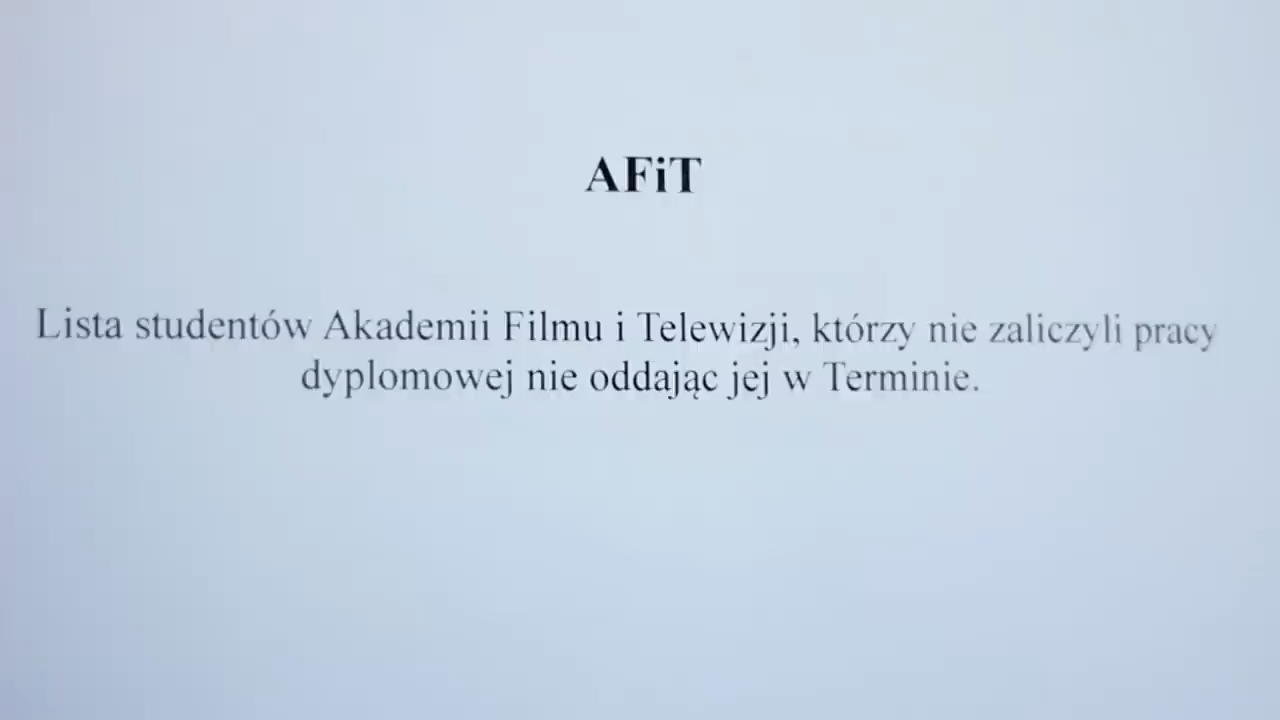 AFiT
Lista studentów Akademii Filmu i Telewizji, którzy nie zaliczyli pracy
dyplomowej nie oddając jej w Terminie.